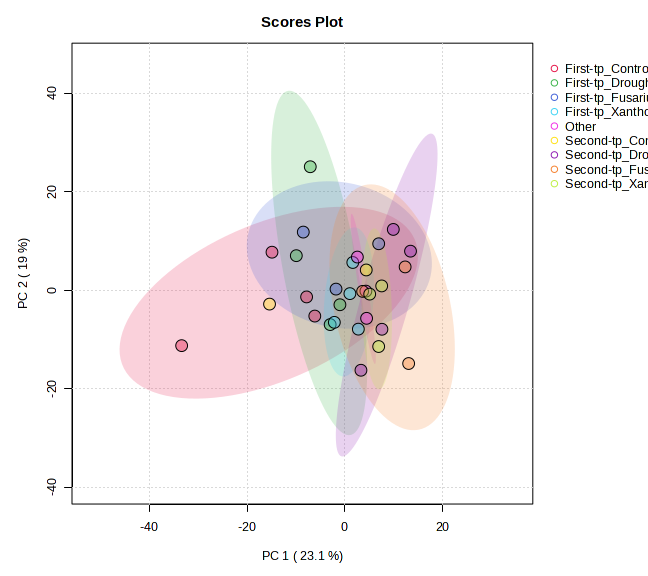 Scores Plot
First-tp_Contro
First-tp_Drough
First-tp_Fusariu
First-tp_Xantho
Other
Second-tp_Con
Second-tp_Dro
Second-tp_Fus
Second-tp_Xan
PC 2 ( 19 %)
40
20
0
-20
-40
-40 -20 0 20
PC 1 ( 23.1 %)